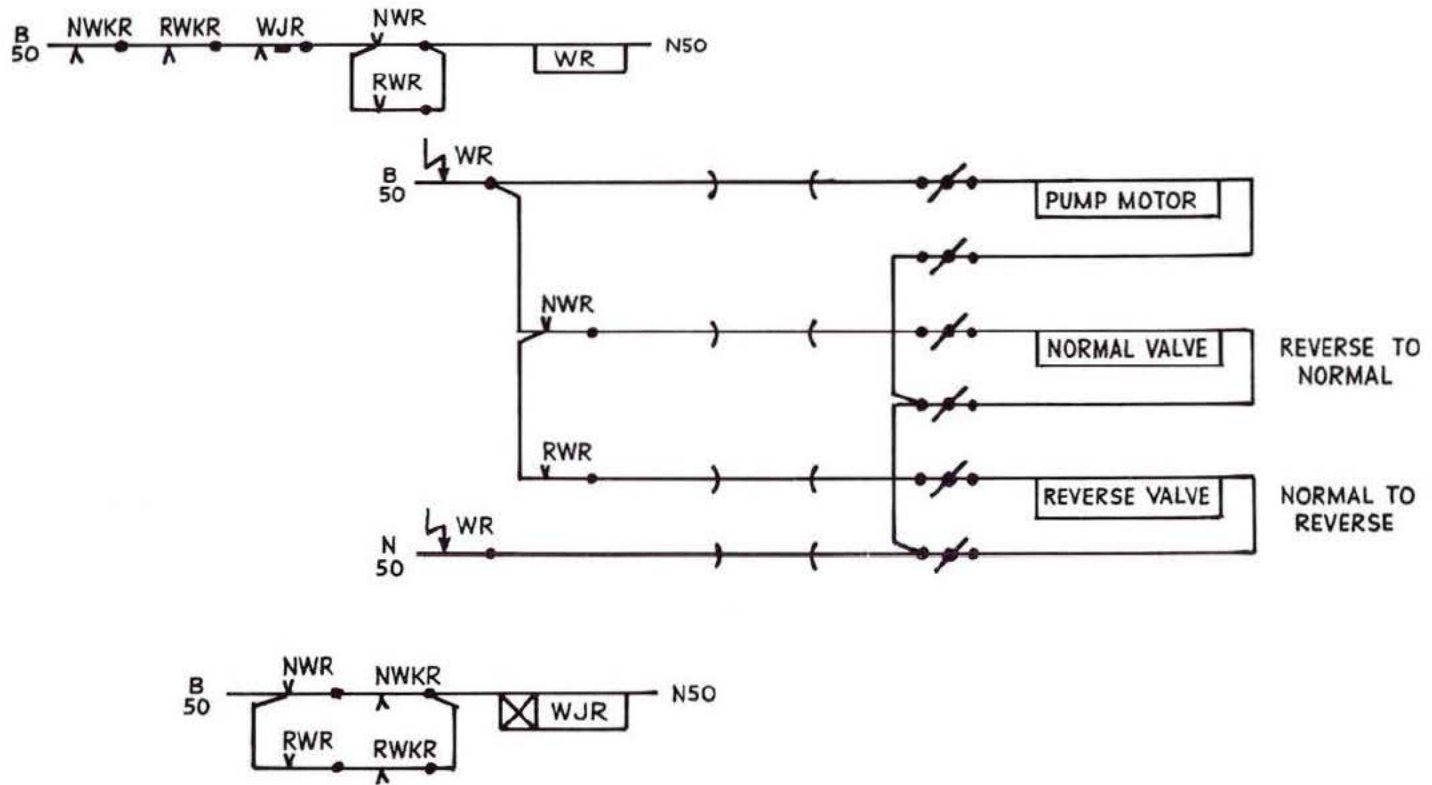 B
50
NWKR
RWKR
WJR
NWR
N50
WR
RWR
WR
B
50
PUMP MOTOR
NWR
NORMAL VALVE
REVERSE TO
NORMAL
RWR
REVERSE VALVE
NORMAL TO
REVERSE
WR
N
50
NWR
NWKR
B
50
N50
WJR
RWR
RWKR